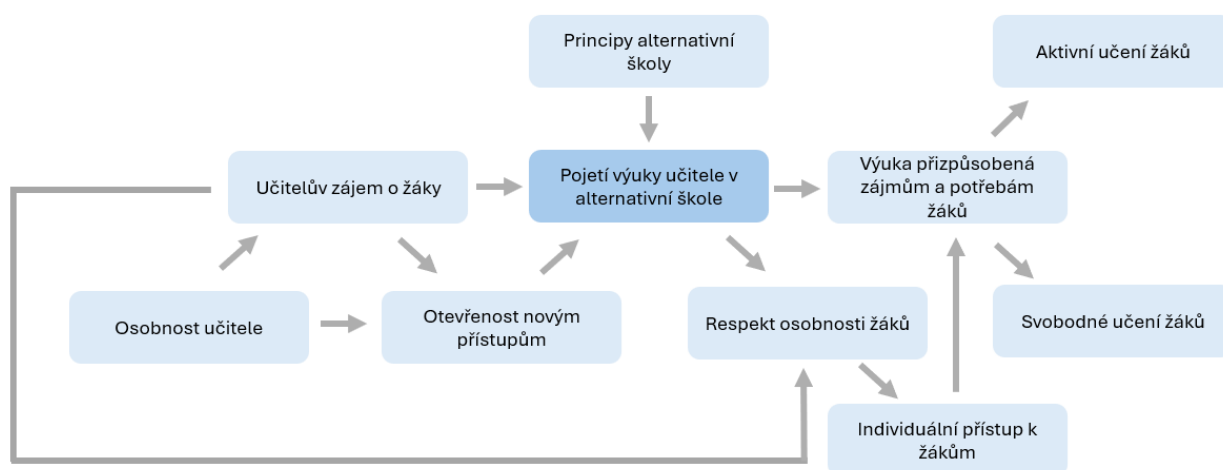 Principy alternativní
školy
Aktivní učení žáků
Učitelův zájem o žáky
Pojetí výuky učitele v
alternativní škole
Výuka přizpůsobená
zájmům a potřebám
žáků
Osobnost učitele
Otevřenost novým
přístupům
Respekt osobnosti žáků
Svobodné učení žáků
Individuální přístup k
žákům